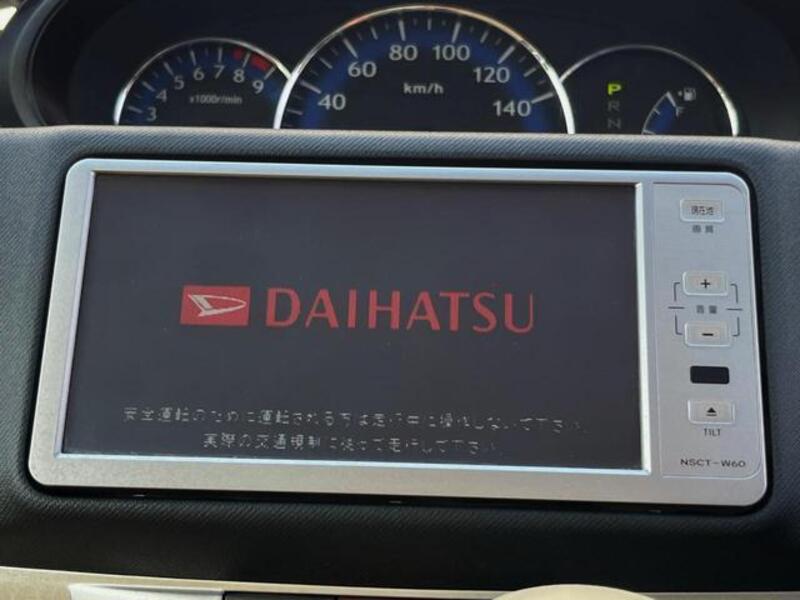 3 4 5 6 7 8 9
x1000r/min
40 60 80 100 120 140
km/h
P
R
N
F
現在地
画質
+
音量
−
TILT
NSCT-W60
DAIHATSU
安全運転のために運転される方は走行中に操作しないで下さい。
実際の交通規制に従って走行して下さい。